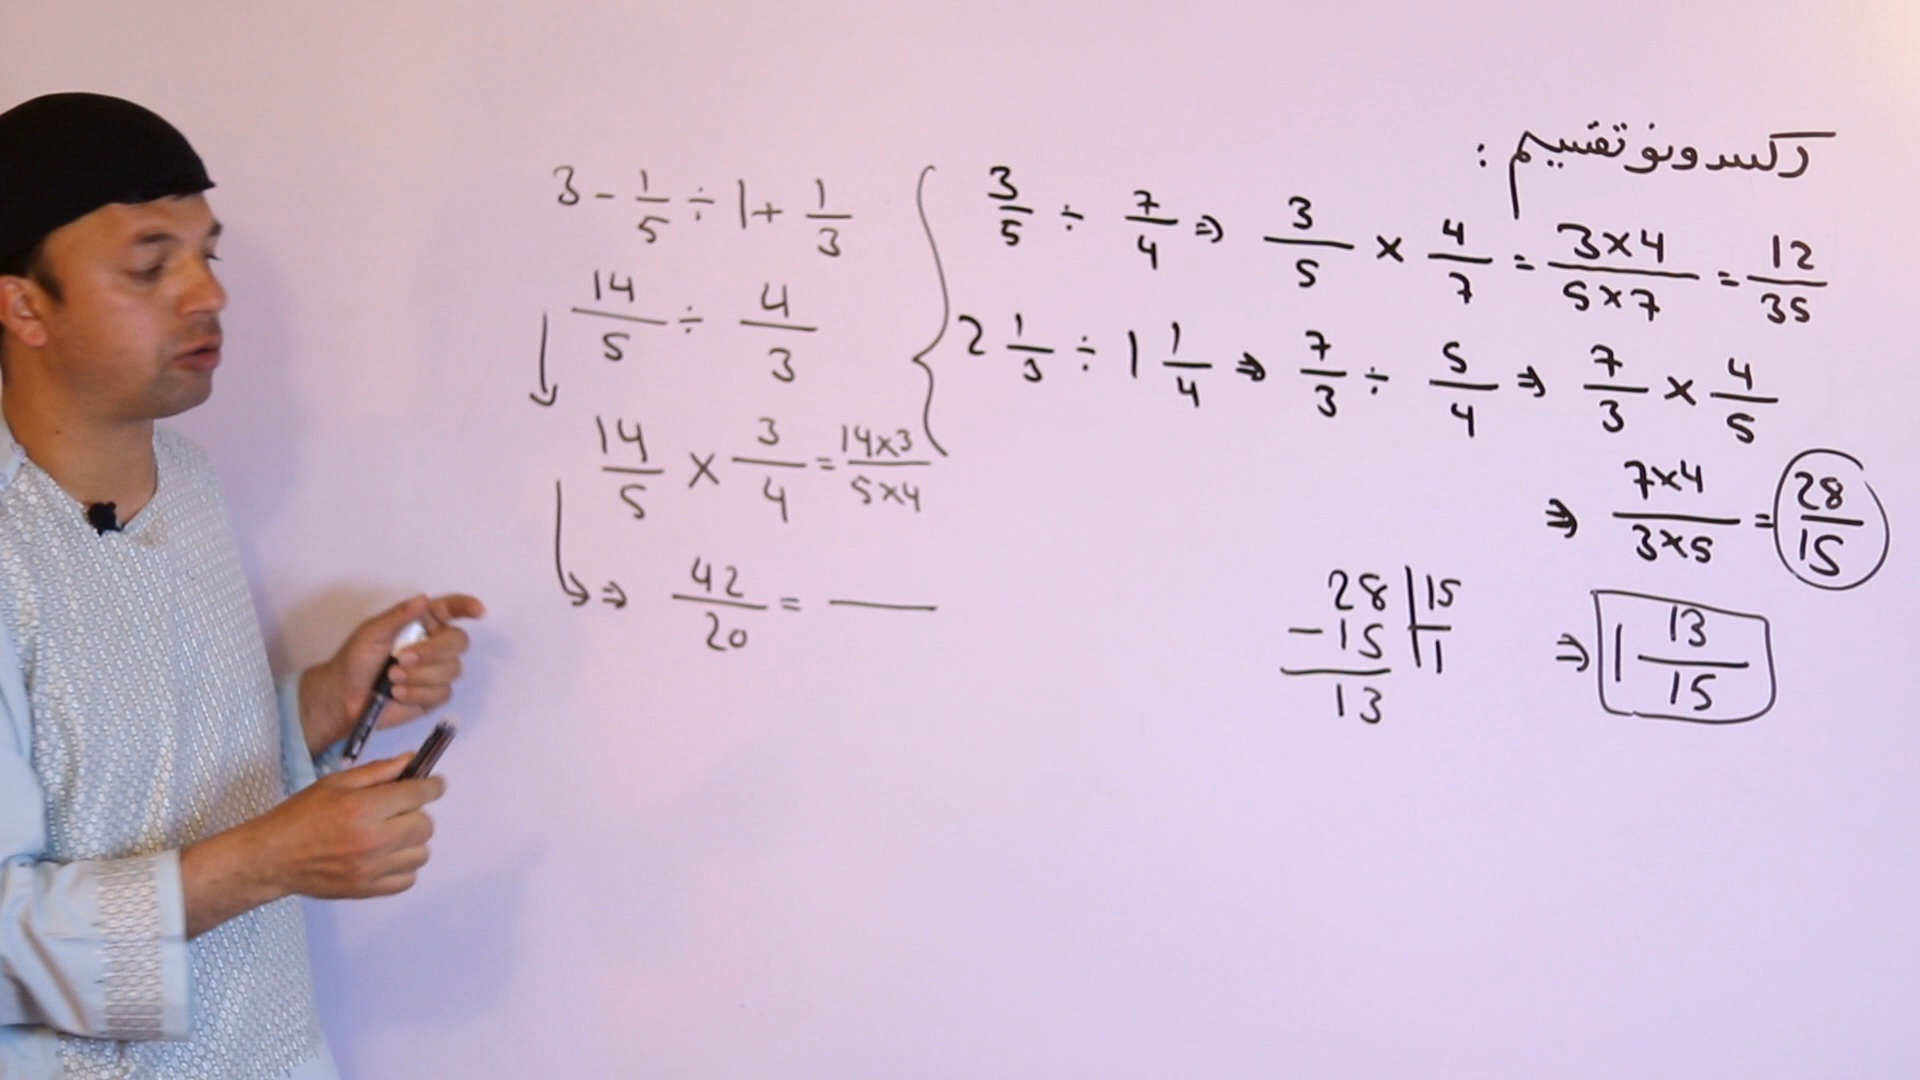 د کسرونو تقسیم :
3/5 ÷ 7/4 ⇒ 3/5 × 4/7 = 3×4/5×7 = 12/35
2 1/3 ÷ 1 1/4 ⇒ 7/3 ÷ 5/4 ⇒ 7/3 × 4/5
⇒ 7×4/3×5 = 28/15
28 | 15
-15 | 1
13
⇒ 1 13/15
3 - 1/5 ÷ 1 + 1/3
14/5 ÷ 4/3
14/5 × 3/4 = 14×3/5×4
⇒ 42/20 =